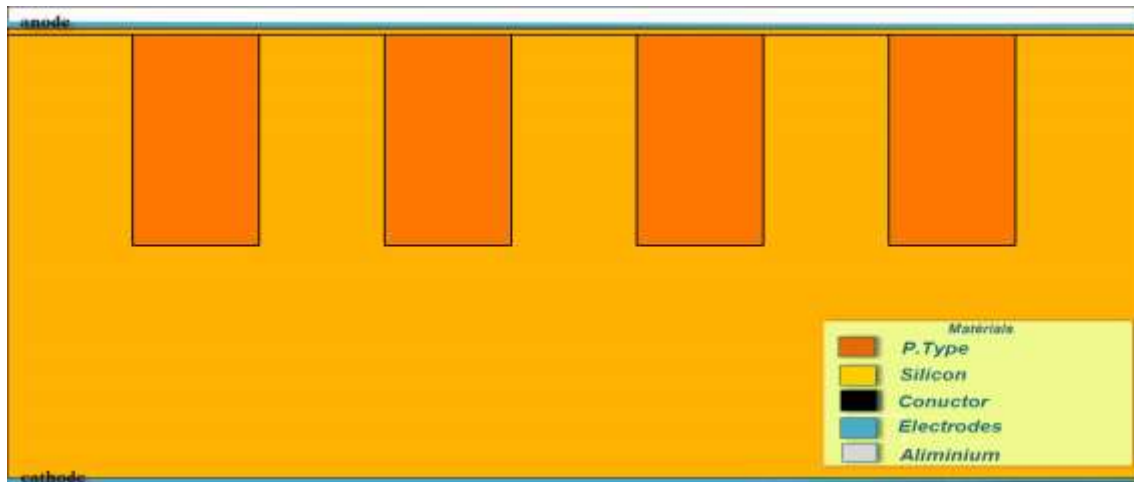 anode
Materials
P.Type
Silicon
Conuctor
Electrodes
Aliminium
cathode